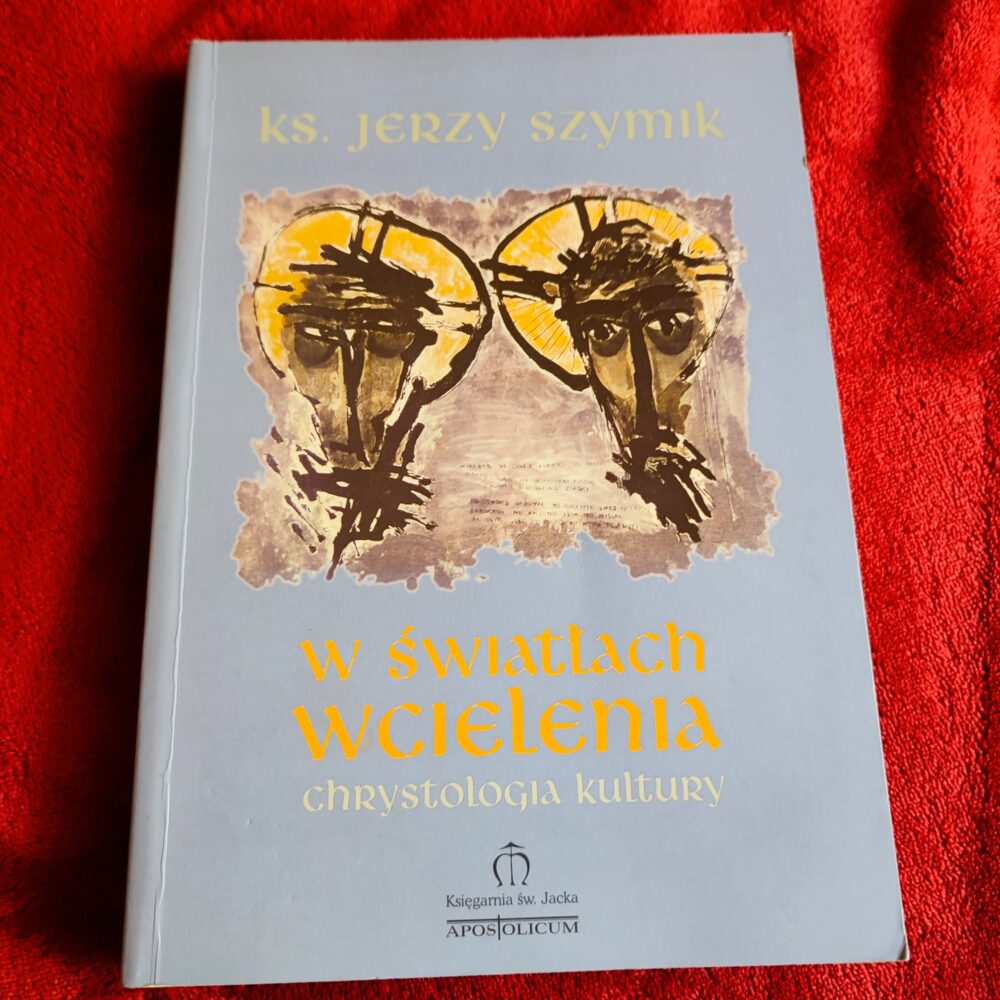 ks. Jerzy Szymik
w światłach
wcielenia
chrystologia kultury
Księgarnia św. Jacka
APOSTOLICUM